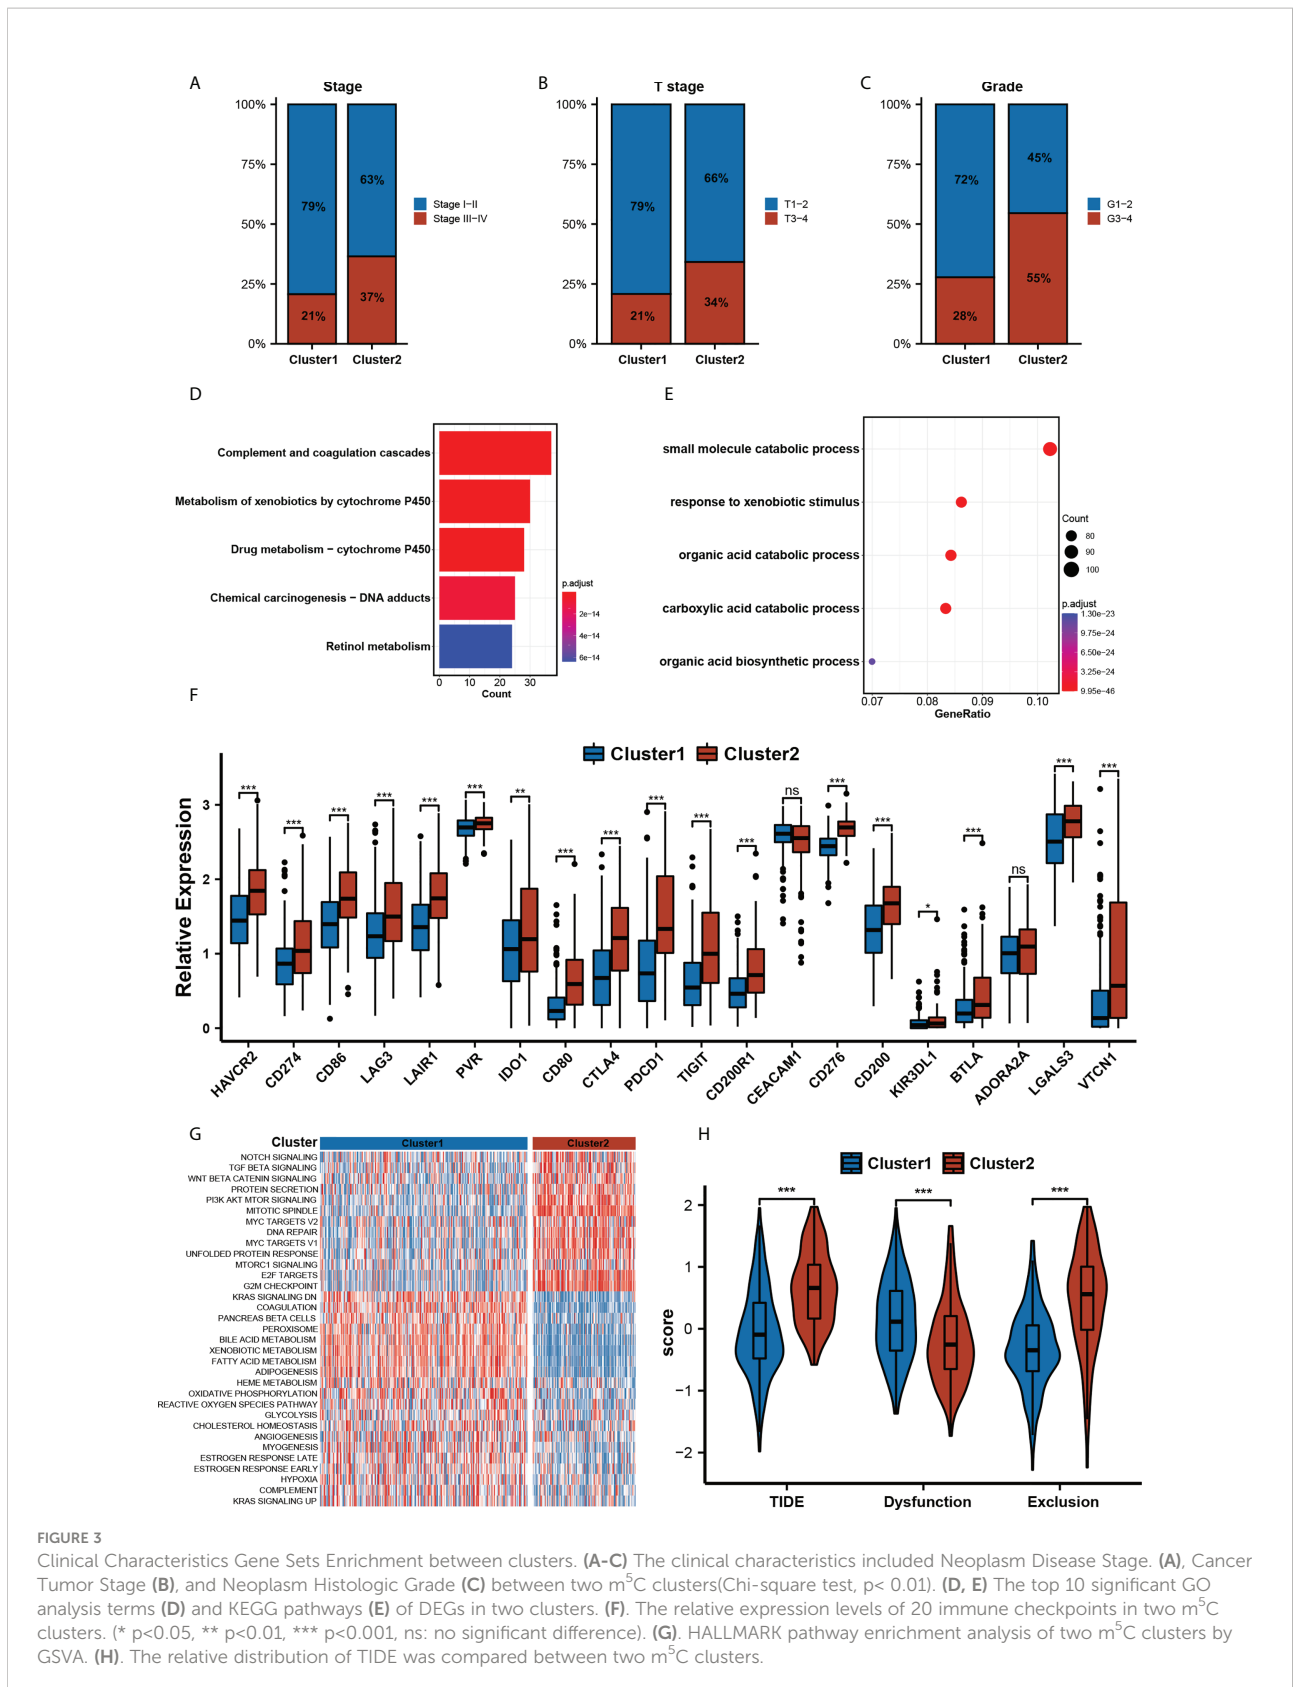 A
Stage
100%
75%
50%
25%
0%
79%
21%
63%
37%
Cluster1
Cluster2
Stage I−II
Stage III−IV
B
T stage
100%
75%
50%
25%
0%
79%
21%
66%
34%
Cluster1
Cluster2
T1−2
T3−4
C
Grade
100%
75%
50%
25%
0%
72%
28%
45%
55%
Cluster1
Cluster2
G1−2
G3−4
D
Complement and coagulation cascades
Metabolism of xenobiotics by cytochrome P450
Drug metabolism − cytochrome P450
Chemical carcinogenesis − DNA adducts
Retinol metabolism
0 10 20 30
Count
p.adjust
2e−14
4e−14
6e−14
E
small molecule catabolic process
response to xenobiotic stimulus
organic acid catabolic process
carboxylic acid catabolic process
organic acid biosynthetic process
0.07 0.08 0.09 0.10
GeneRatio
Count
80
90
100
p.adjust
1.30e−23
9.75e−24
6.50e−24
3.25e−24
9.95e−46
F
Cluster1 Cluster2
Relative Expression
3
2
1
0
*** *** *** *** *** *** ** *** *** *** *** *** ns *** *** * *** ns *** ***
HAVCR2
CD274
CD86
LAG3
LAIR1
PVR
IDO1
CD80
CTLA4
PDCD1
TIGIT
CD200R1
CEACAM1
CD276
CD200
KIR3DL1
BTLA
ADORA2A
LGALS3
VTCN1
G
Cluster Cluster1 Cluster2
NOTCH SIGNALING
TGF BETA SIGNALING
WNT BETA CATENIN SIGNALING
PROTEIN SECRETION
PI3K AKT MTOR SIGNALING
MITOTIC SPINDLE
MYC TARGETS V2
DNA REPAIR
MYC TARGETS V1
UNFOLDED PROTEIN RESPONSE
MTORC1 SIGNALING
E2F TARGETS
G2M CHECKPOINT
KRAS SIGNALING DN
COAGULATION
PANCREAS BETA CELLS
PEROXISOME
BILE ACID METABOLISM
XENOBIOTIC METABOLISM
FATTY ACID METABOLISM
ADIPOGENESIS
HEME METABOLISM
OXIDATIVE PHOSPHORYLATION
REACTIVE OXYGEN SPECIES PATHWAY
GLYCOLYSIS
CHOLESTEROL HOMEOSTASIS
ANGIOGENESIS
MYOGENESIS
ESTROGEN RESPONSE LATE
ESTROGEN RESPONSE EARLY
HYPOXIA
COMPLEMENT
KRAS SIGNALING UP
H
Cluster1 Cluster2
score
2
1
0
−1
−2
*** *** ***
TIDE Dysfunction Exclusion
FIGURE 3
Clinical Characteristics Gene Sets Enrichment between clusters. (A-C) The clinical characteristics included Neoplasm Disease Stage. (A), Cancer
Tumor Stage (B), and Neoplasm Histologic Grade (C) between two m⁵C clusters(Chi-square test, p< 0.01). (D, E) The top 10 significant GO
analysis terms (D) and KEGG pathways (E) of DEGs in two clusters. (F). The relative expression levels of 20 immune checkpoints in two m⁵C
clusters. (* p<0.05, ** p<0.01, *** p<0.001, ns: no significant difference). (G). HALLMARK pathway enrichment analysis of two m⁵C clusters by
GSVA. (H). The relative distribution of TIDE was compared between two m⁵C clusters.